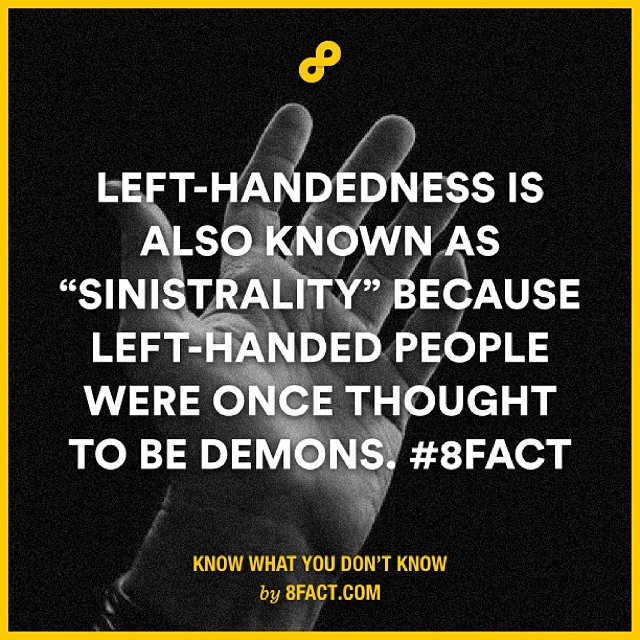 LEFT-HANDEDNESS IS
ALSO KNOWN AS
“SINISTRALITY” BECAUSE
LEFT-HANDED PEOPLE
WERE ONCE THOUGHT
TO BE DEMONS. #8FACT
KNOW WHAT YOU DON’T KNOW
by 8FACT.COM